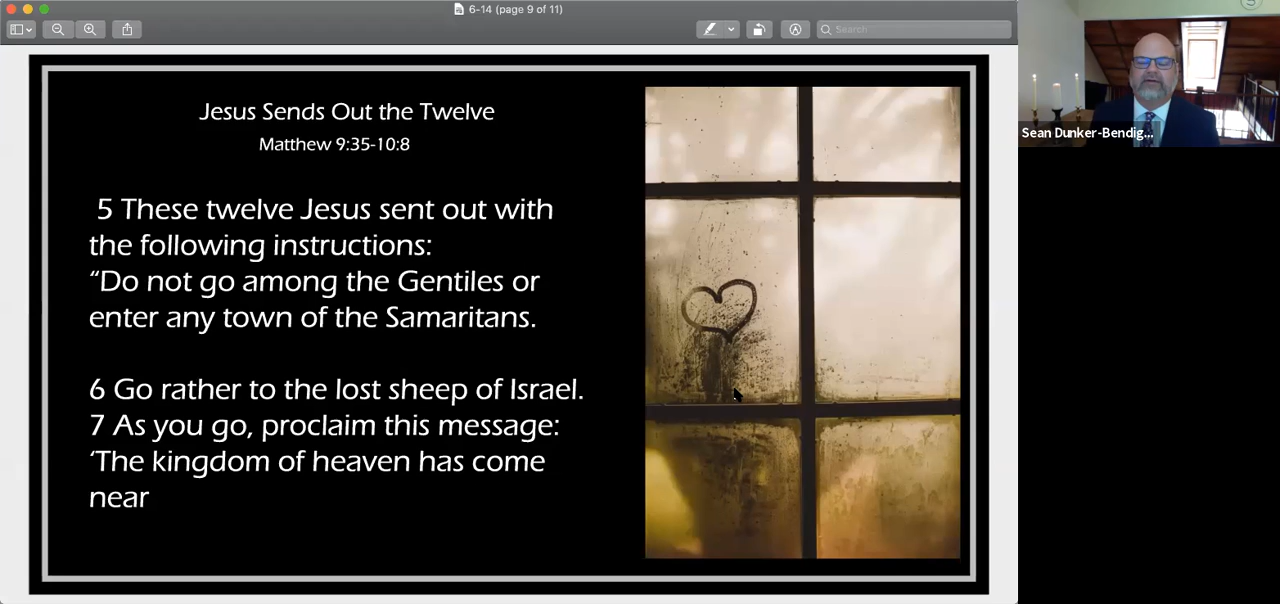 6-14 (page 9 of 11)
Search
Jesus Sends Out the Twelve
Matthew 9:35-10:8
5 These twelve Jesus sent out with
the following instructions:
“Do not go among the Gentiles or
enter any town of the Samaritans.
6 Go rather to the lost sheep of Israel.
7 As you go, proclaim this message:
‘The kingdom of heaven has come
near
Sean Dunker-Bendig...